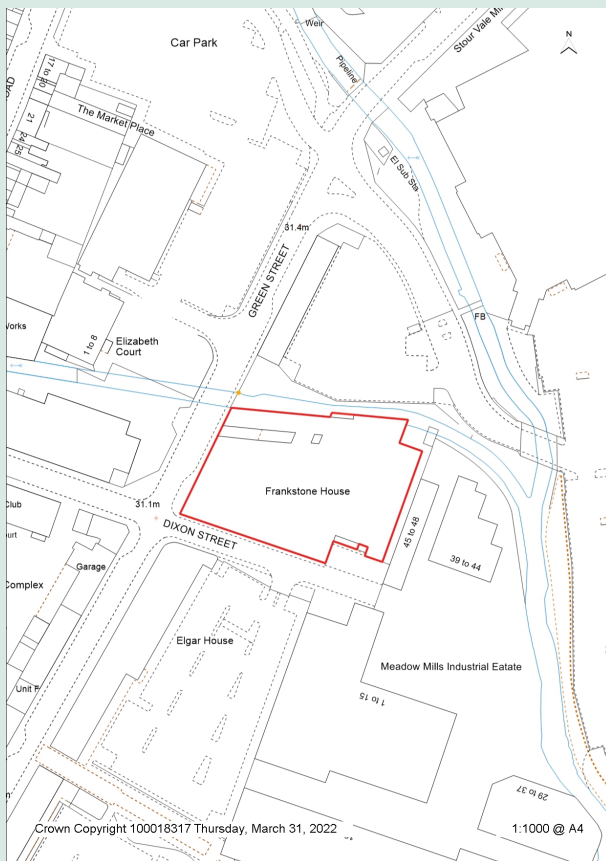 Weir
Car Park
N
Stour Vale Mi
Pipeline
17 to 20
OAD
21
The Market Place
24
25
El Sub Sta
31.4m
GREEN STREET
FB
Works
1 to 8
Elizabeth
Court
Frankstone House
31.1m
Club
DIXON STREET
45 to 48
ourt
Garage
39 to 44
Complex
Elgar House
Meadow Mills Industrial Eatate
Unit F
1 to 15
29 to 37
Crown Copyright 100018317 Thursday, March 31, 2022
1:1000 @ A4